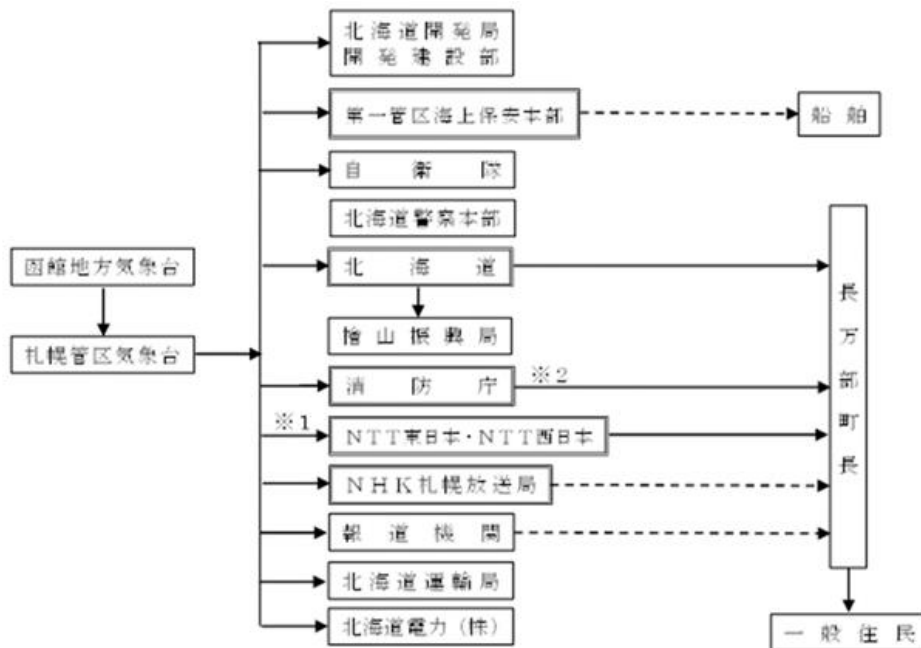 北海道開発局
開発建設部
第一管区海上保安本部
船舶
自衛隊
北海道警察本部
函館地方気象台
北海道
長万部町長
檜山振興局
札幌管区気象台
消防庁
※2
※1
NTT東日本・NTT西日本
NHK札幌放送局
報道機関
北海道運輸局
北海道電力(株)
一般住民